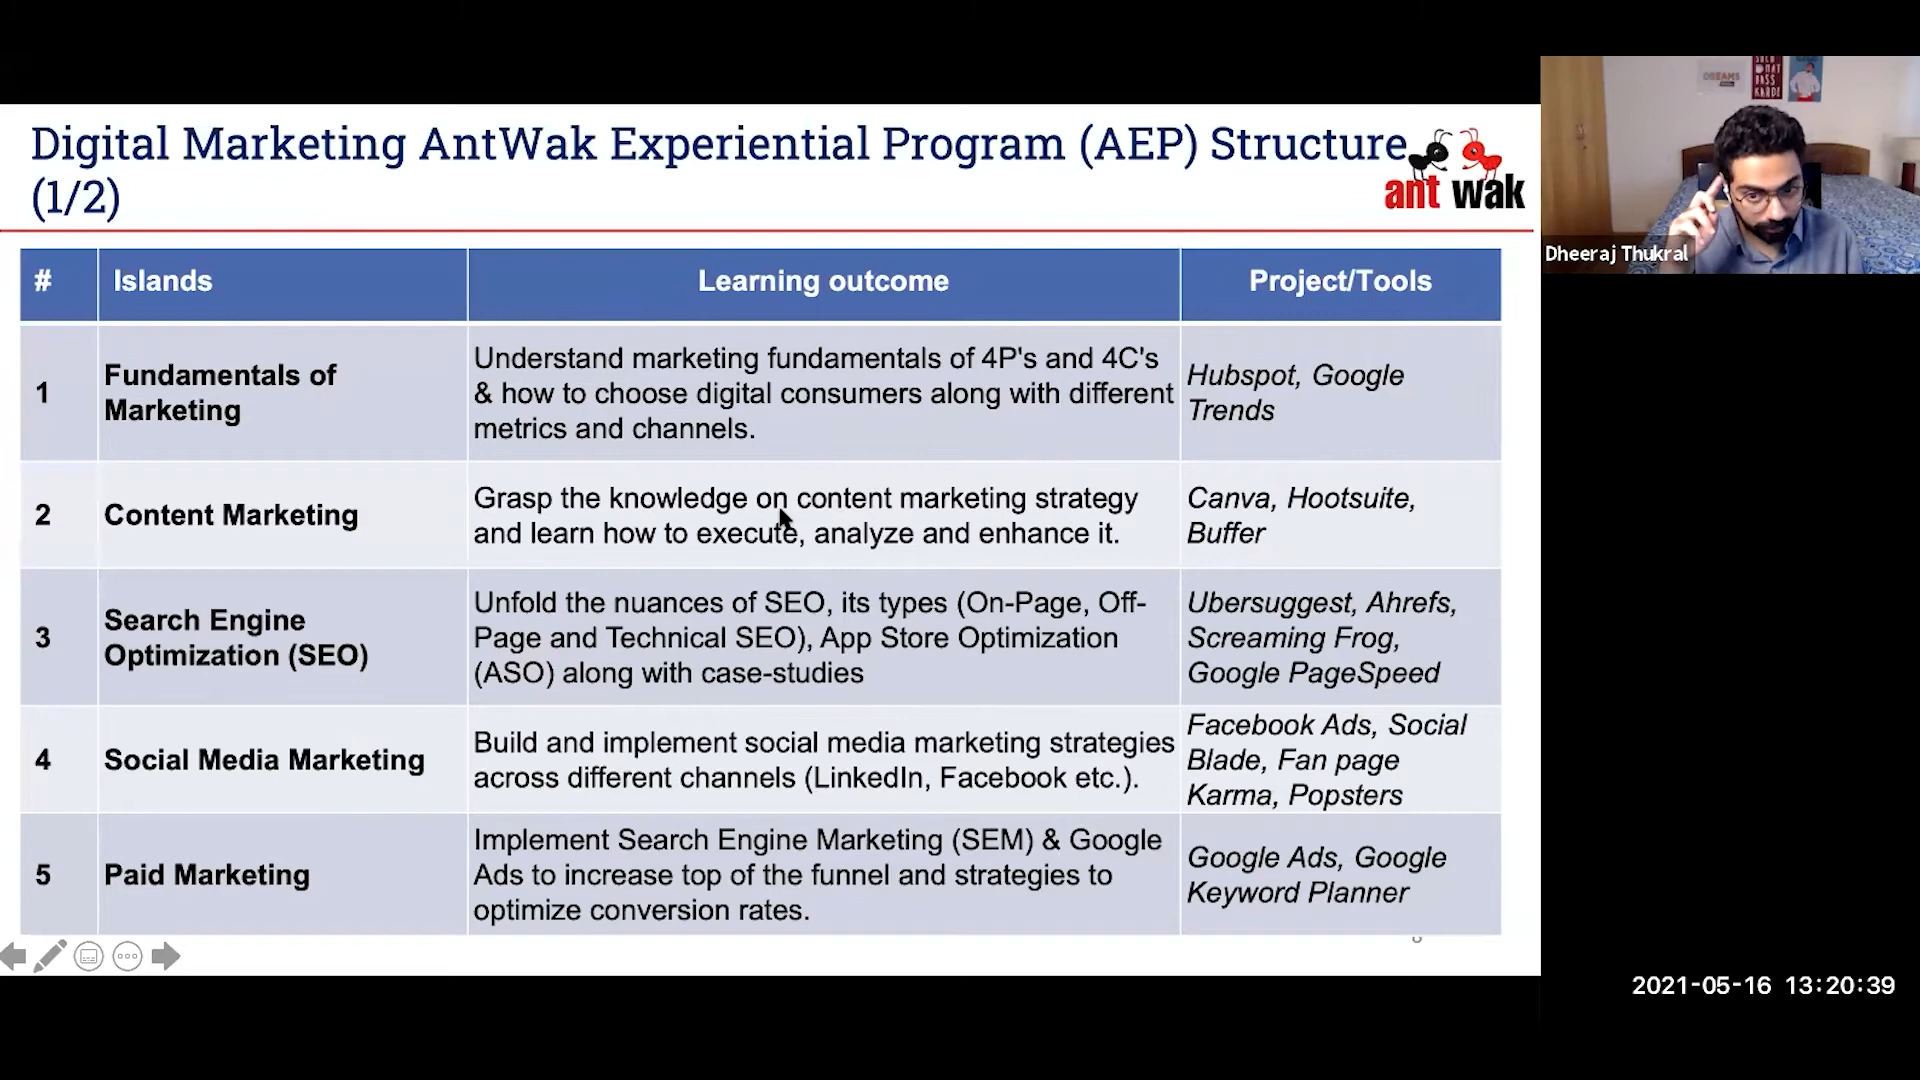 Digital Marketing AntWak Experiential Program (AEP) Structure
(1/2)
ant wak
DREAMS
MAT
BASS
KARO!
Dheeraj Thukral
# Islands Learning outcome Project/Tools
1
Fundamentals of
Marketing
Understand marketing fundamentals of 4P's and 4C's
& how to choose digital consumers along with different
metrics and channels.
Hubspot, Google
Trends
2
Content Marketing
Grasp the knowledge on content marketing strategy
and learn how to execute, analyze and enhance it.
Canva, Hootsuite,
Buffer
3
Search Engine
Optimization (SEO)
Unfold the nuances of SEO, its types (On-Page, Off-
Page and Technical SEO), App Store Optimization
(ASO) along with case-studies
Ubersuggest, Ahrefs,
Screaming Frog,
Google PageSpeed
4
Social Media Marketing
Build and implement social media marketing strategies
across different channels (LinkedIn, Facebook etc.).
Facebook Ads, Social
Blade, Fan page
Karma, Popsters
5
Paid Marketing
Implement Search Engine Marketing (SEM) & Google
Ads to increase top of the funnel and strategies to
optimize conversion rates.
Google Ads, Google
Keyword Planner
2021-05-16 13:20:39